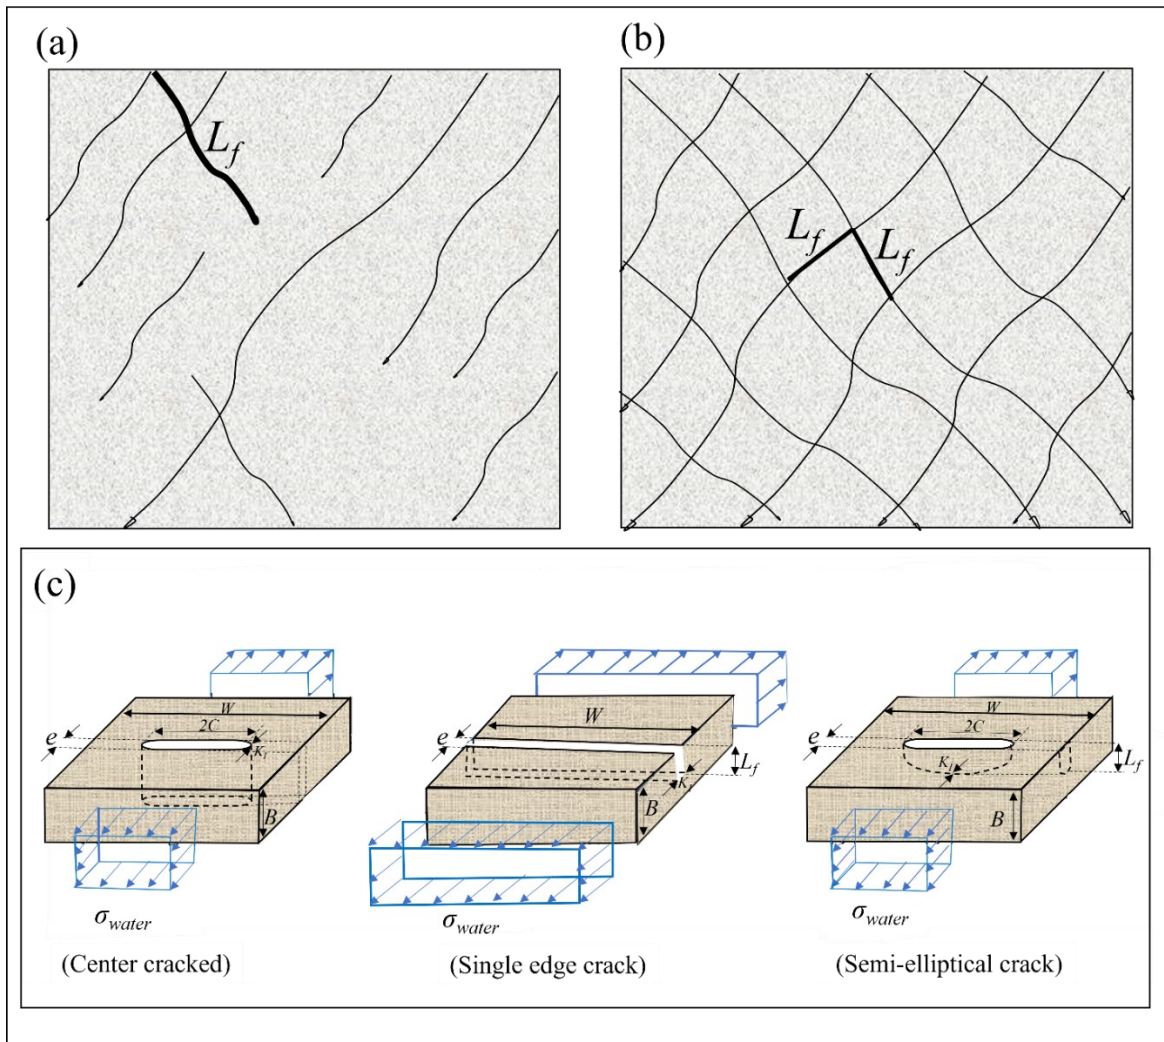 (a)
L_f
(b)
L_f
L_f
(c)
W
2C
e
K_I
B
σ_water
(Center cracked)
W
e
L_f
K_I
B
σ_water
(Single edge crack)
W
2C
e
K_I
L_f
B
σ_water
(Semi-elliptical crack)